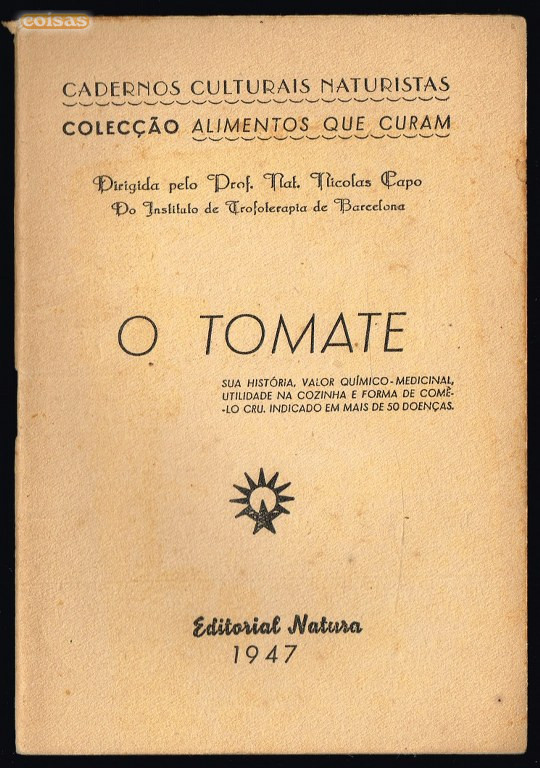 coisas
CADERNOS CULTURAIS NATURISTAS
COLECÇÃO ALIMENTOS QUE CURAM
Dirigida pelo Prof. Nat. Nicolas Capo
Do Instituto de Trofoterapia de Barcelona
O TOMATE
SUA HISTÓRIA, VALOR QUÍMICO-MEDICINAL,
UTILIDADE NA COZINHA E FORMA DE COMÊ-
-LO CRU. INDICADO EM MAIS DE 50 DOENÇAS.
Editorial Natura
1947